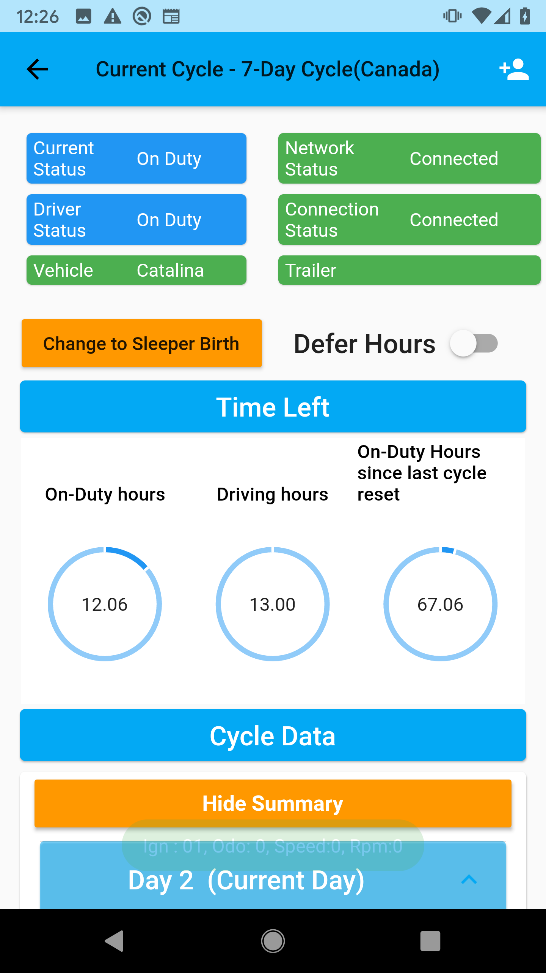 12:26
Current Cycle - 7-Day Cycle(Canada)
Current Status
On Duty
Network Status
Connected
Driver Status
On Duty
Connection Status
Connected
Vehicle
Catalina
Trailer
Change to Sleeper Birth
Defer Hours
Time Left
On-Duty hours
Driving hours
On-Duty Hours
since last cycle
reset
12.06
13.00
67.06
Cycle Data
Hide Summary
Ign : 01, Odo: 0, Speed:0, Rpm:0
Day 2 (Current Day)